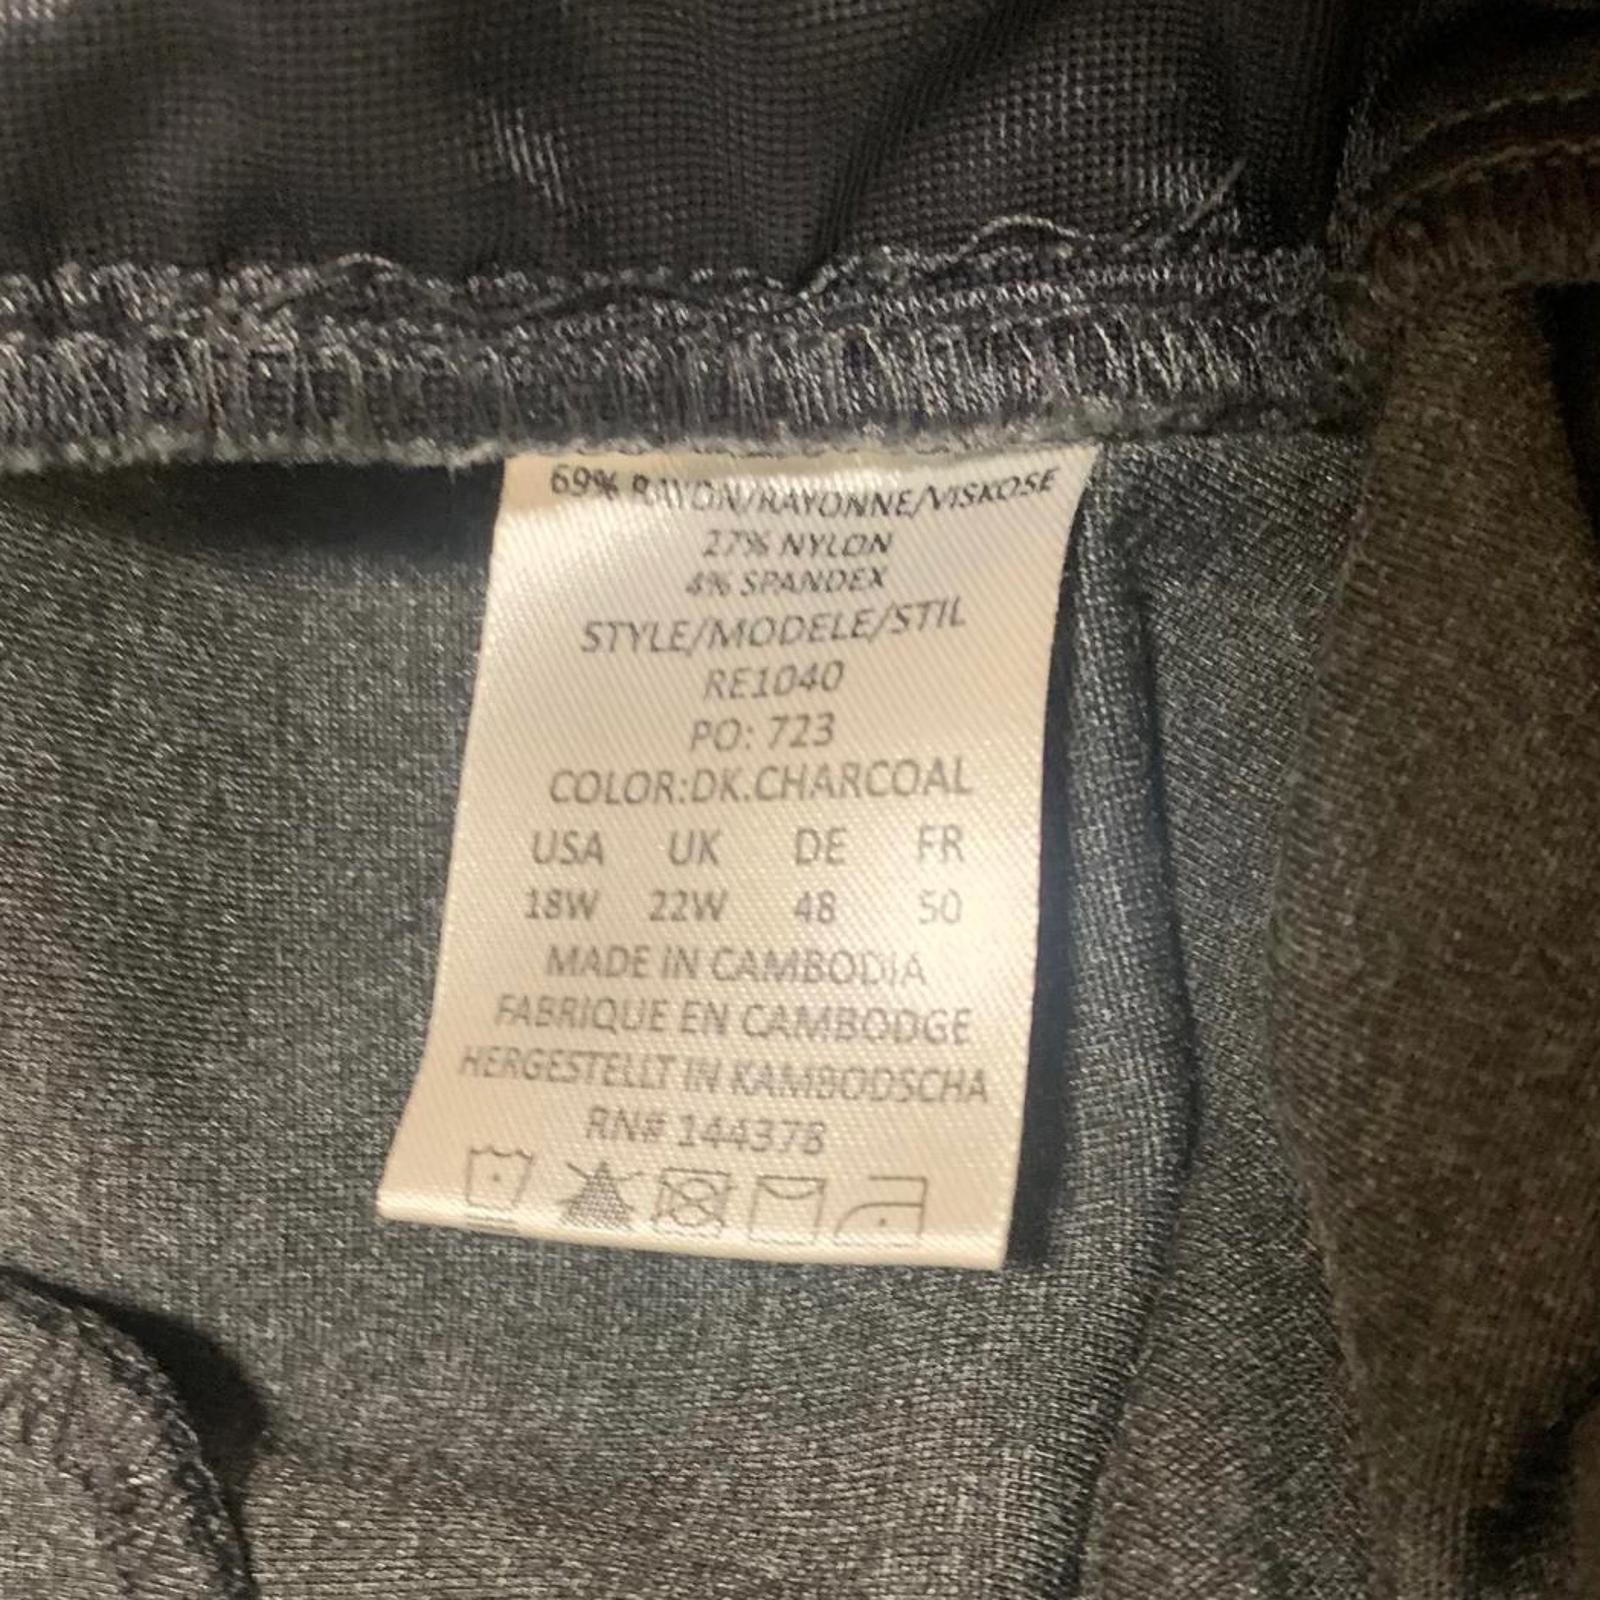 69% RAYON/RAYONNE/VISKOSE
27% NYLON
4% SPANDEX
STYLE/MODELE/STIL
RE1040
PO: 723
COLOR:DK.CHARCOAL
USA UK DE FR
18W 22W 48 50
MADE IN CAMBODIA
FABRIQUE EN CAMBODGE
HERGESTELLT IN KAMBODSCHA
RN# 144378